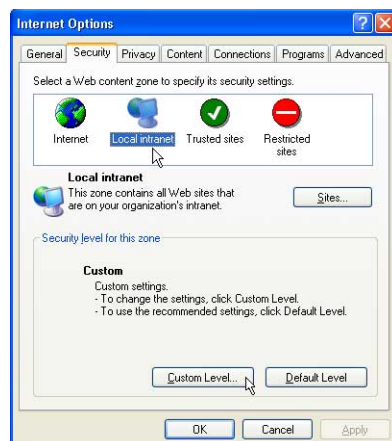 Internet Options
General Security Privacy Content Connections Programs Advanced
Select a Web content zone to specify its security settings.
Internet Local intranet Trusted sites Restricted sites
Local intranet
This zone contains all Web sites that
are on your organization's intranet.
Sites...
Security level for this zone
Custom
Custom settings.
- To change the settings, click Custom Level.
- To use the recommended settings, click Default Level.
Custom Level... Default Level
OK Cancel Apply